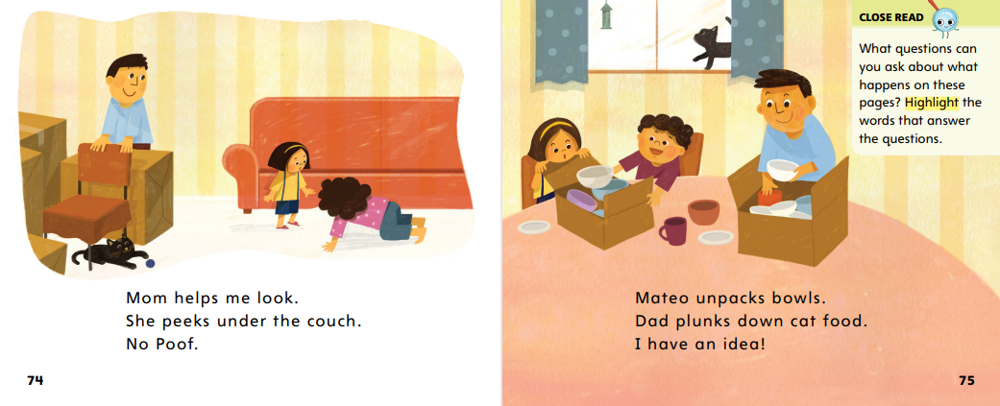 Mom helps me look.
She peeks under the couch.
No Poof.
74
CLOSE READ
What questions can
you ask about what
happens on these
pages? Highlight the
words that answer
the questions.
Mateo unpacks bowls.
Dad plunks down cat food.
I have an idea!
75